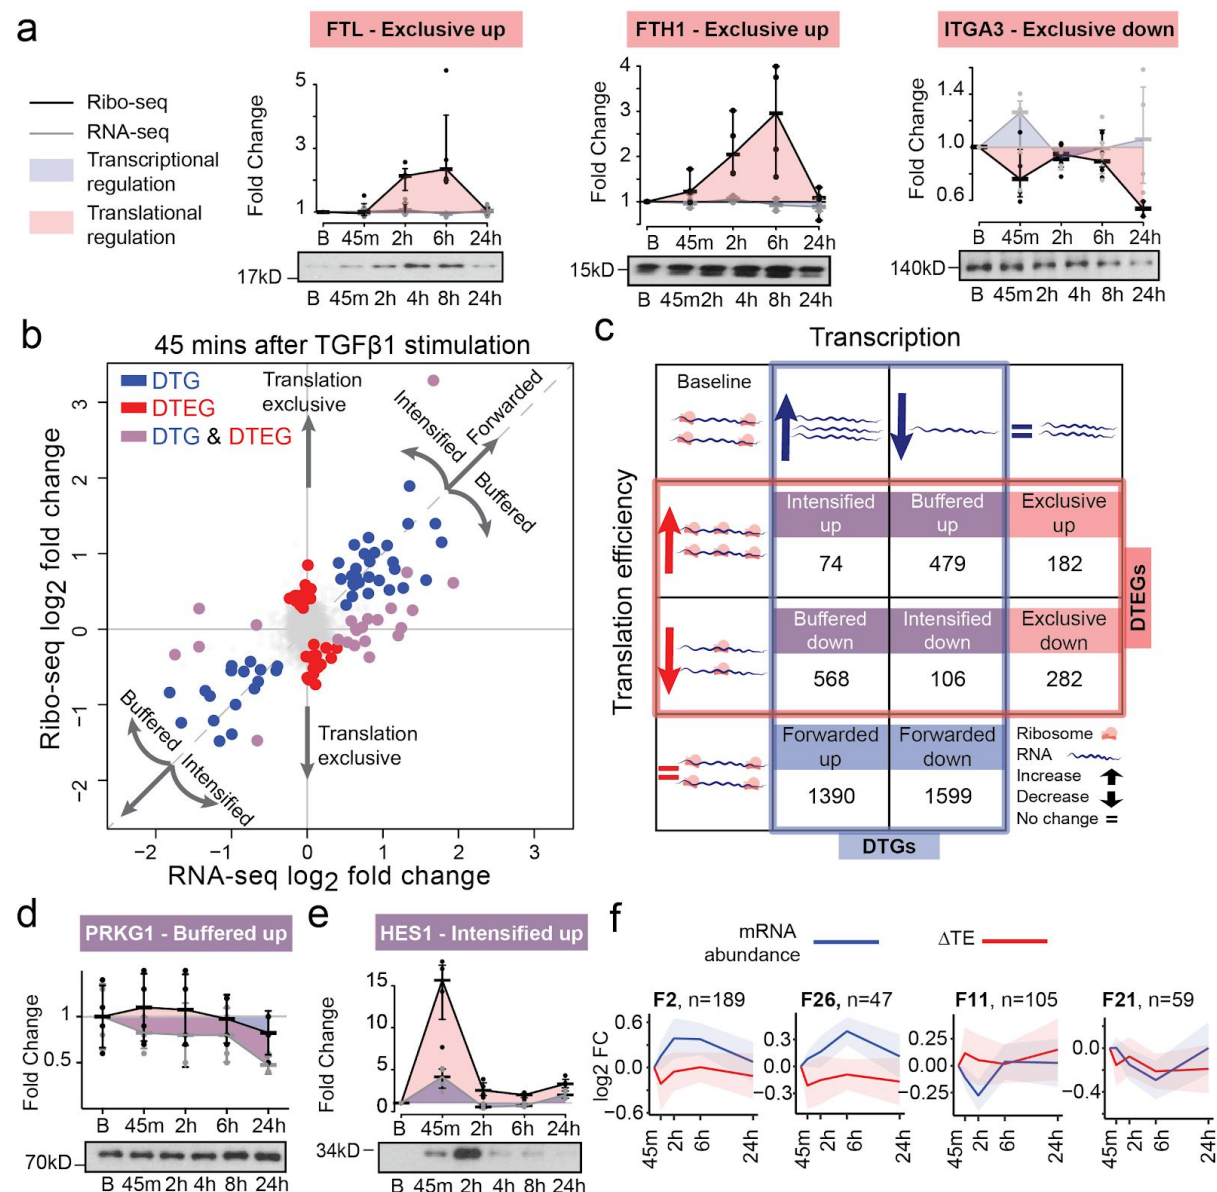 a
FTL - Exclusive up
FTH1 - Exclusive up
ITGA3 - Exclusive down
Ribo-seq
RNA-seq
Transcriptional
regulation
Translational
regulation
Fold Change
5
3
1
B 45m 2h 6h 24h
17kD
B 45m 2h 4h 8h 24h
Fold Change
4
3
2
1
B 45m 2h 6h 24h
15kD
B 45m 2h 4h 8h 24h
Fold Change
1.4
1.0
0.6
B 45m 2h 6h 24h
140kD
B 45m 2h 4h 8h 24h
b
45 mins after TGFβ1 stimulation
DTG
DTEG
DTG & DTEG
Translation
exclusive
Intensified
Forwarded
Buffered
Buffered
Intensified
Translation
exclusive
Ribo-seq log2 fold change
3
2
1
0
−1
−2
−2 −1 0 1 2 3
RNA-seq log2 fold change
c
Transcription
Translation efficiency
Baseline
Intensified
up
74
Buffered
up
479
Exclusive
up
182
Buffered
down
568
Intensified
down
106
Exclusive
down
282
DTEGs
Forwarded
up
1390
Forwarded
down
1599
Ribosome
RNA
Increase
Decrease
No change =
DTGs
d
PRKG1 - Buffered up
Fold Change
1
0.5
B 45m 2h 6h 24h
70kD
B 45m 2h 4h 8h 24h
e
HES1 - Intensified up
Fold Change
15
10
5
0
B 45m 2h 6h 24h
34kD
B 45m 2h 4h 8h 24h
f
mRNA
abundance
ΔTE
F2, n=189
F26, n=47
F11, n=105
F21, n=59
log2 FC
0.6
0.0
−0.6
45m 2h 6h 24h
0.3
0.0
−0.3
45m 2h 6h 24h
0.25
0.00
−0.25
45m 2h 6h 24h
0.0
−0.4
45m 2h 6h 24h